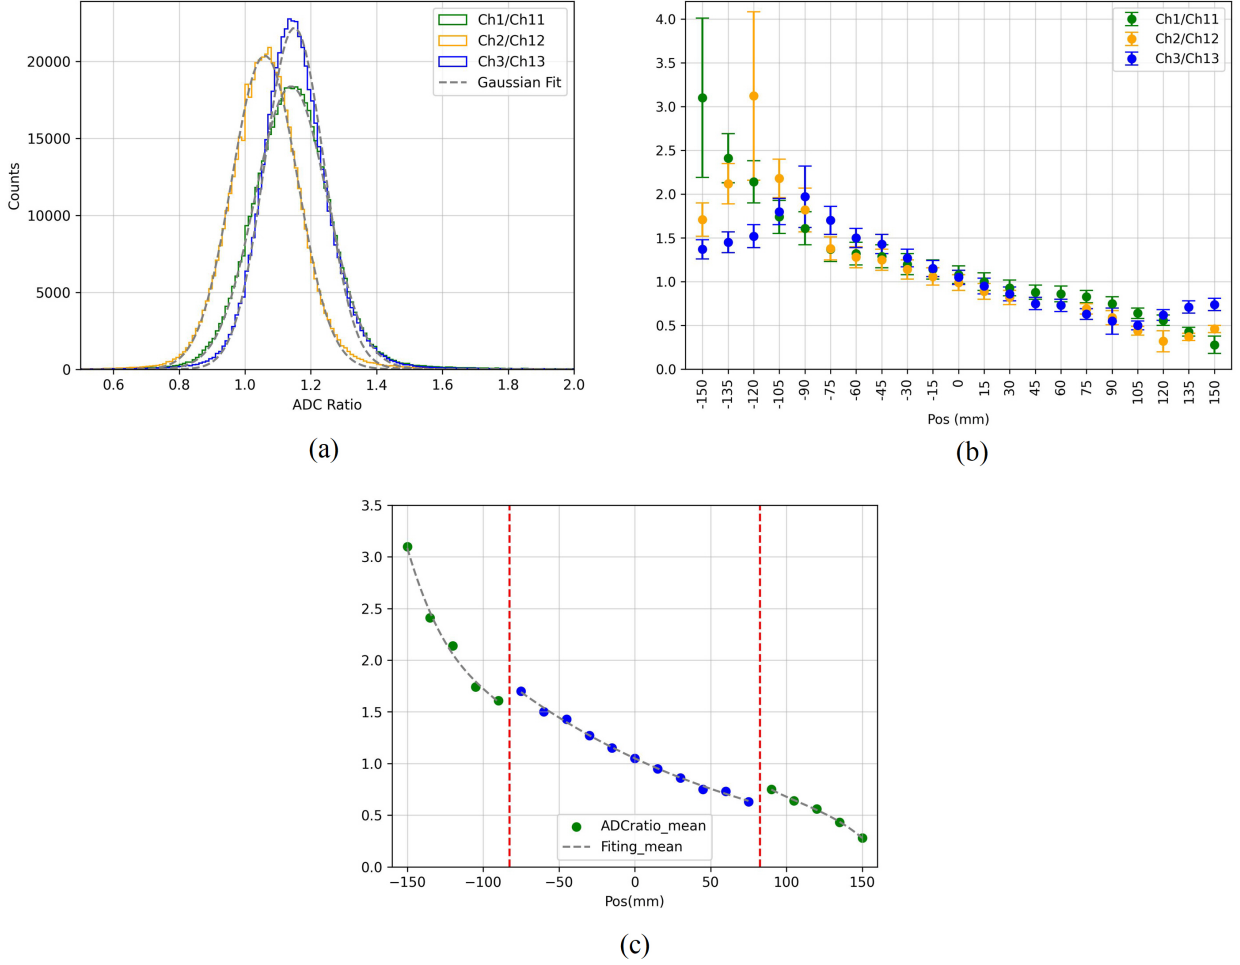 Ch1/Ch11
Ch2/Ch12
Ch3/Ch13
Gaussian Fit
20000
15000
10000
5000
0
Counts
0.6 0.8 1.0 1.2 1.4 1.6 1.8 2.0
ADC Ratio
(a)
Ch1/Ch11
Ch2/Ch12
Ch3/Ch13
4.0
3.5
3.0
2.5
2.0
1.5
1.0
0.5
0.0
-150 -135 -120 -105 -90 -75 -60 -45 -30 -15 0 15 30 45 60 75 90 105 120 135 150
Pos (mm)
(b)
3.5
3.0
2.5
2.0
1.5
1.0
0.5
0.0
ADCratio_mean
Fiting_mean
−150 −100 −50 0 50 100 150
Pos(mm)
(c)